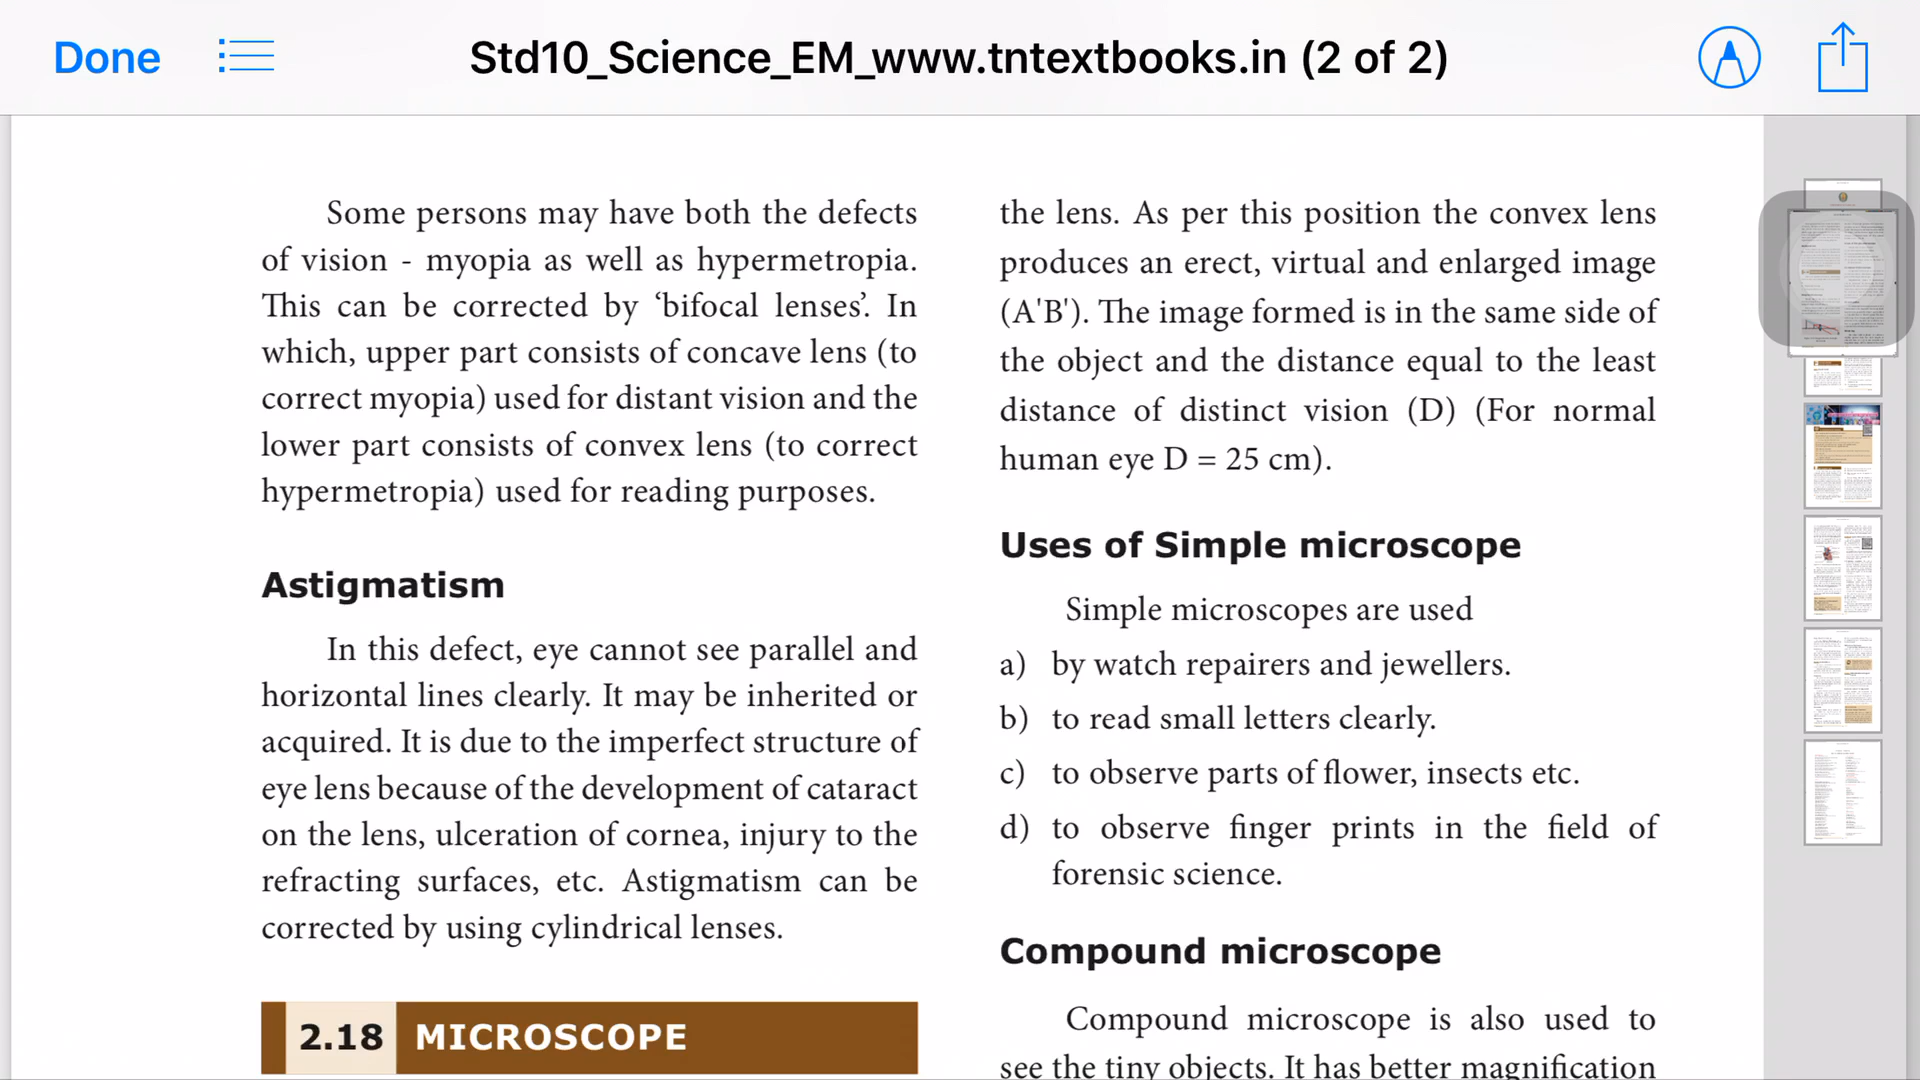 Done
Std10_Science_EM_www.tntextbooks.in (2 of 2)
Some persons may have both the defects
of vision - myopia as well as hypermetropia.
This can be corrected by ‘bifocal lenses’. In
which, upper part consists of concave lens (to
correct myopia) used for distant vision and the
lower part consists of convex lens (to correct
hypermetropia) used for reading purposes.
Astigmatism
In this defect, eye cannot see parallel and
horizontal lines clearly. It may be inherited or
acquired. It is due to the imperfect structure of
eye lens because of the development of cataract
on the lens, ulceration of cornea, injury to the
refracting surfaces, etc. Astigmatism can be
corrected by using cylindrical lenses.
2.18 MICROSCOPE
the lens. As per this position the convex lens
produces an erect, virtual and enlarged image
(A'B'). The image formed is in the same side of
the object and the distance equal to the least
distance of distinct vision (D) (For normal
human eye D = 25 cm).
Uses of Simple microscope
Simple microscopes are used
a) by watch repairers and jewellers.
b) to read small letters clearly.
c) to observe parts of flower, insects etc.
d) to observe finger prints in the field of
forensic science.
Compound microscope
Compound microscope is also used to
see the tiny objects. It has better magnification